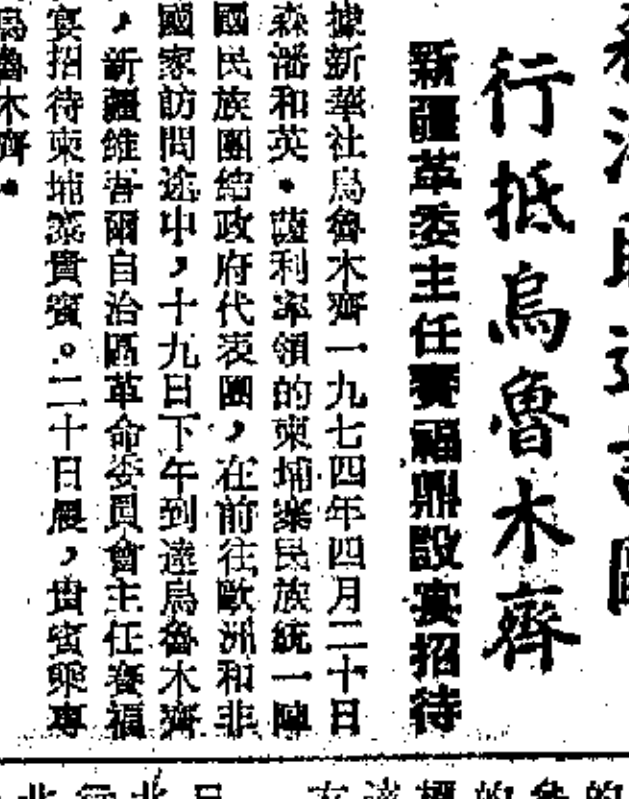 行抵烏魯木齊
新疆革委主任賽福鼎設宴招待
據新華社烏魯木齊一九七四年四月二十日
森潘和英•薩利率領的柬埔寨民族統一陣
國民族團結政府代表團，在前往歐洲和非
國家訪問途中，十九日下午到達烏魯木齊
，新疆維吾爾自治區革命委員會主任賽福
宴招待柬埔寨貴賓。二十日晨，貴賓乘專
烏魯木齊。